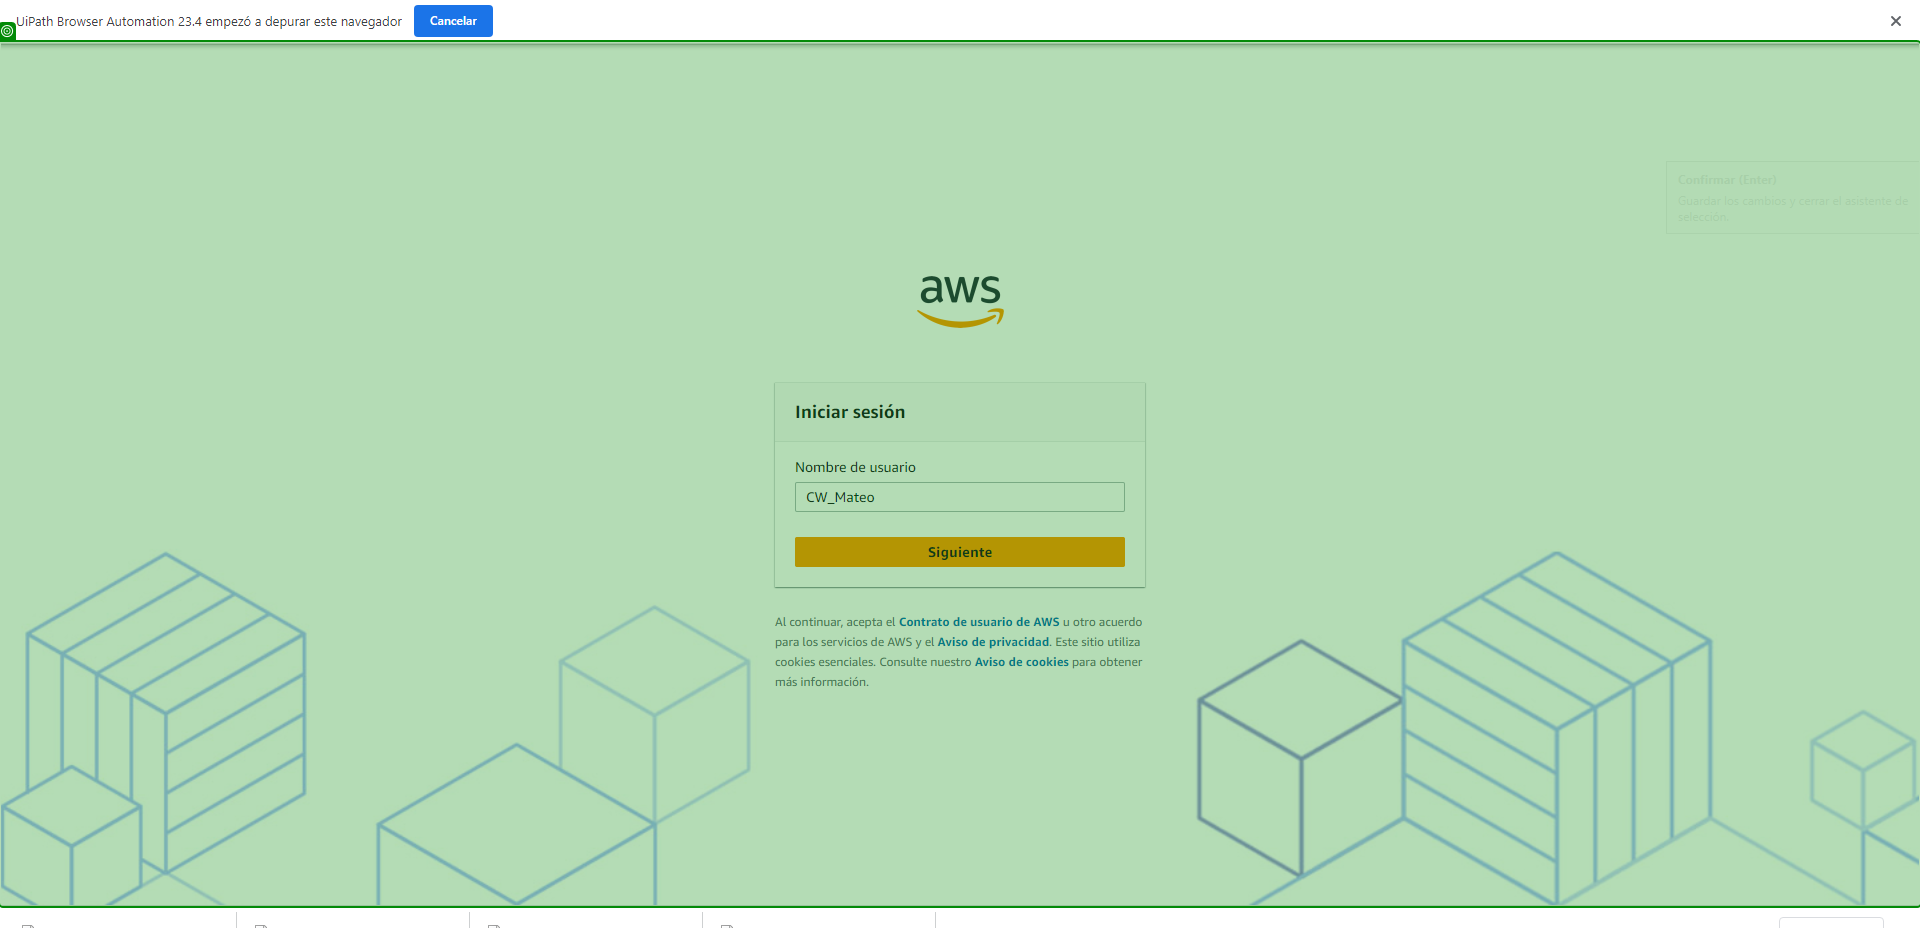 UiPath Browser Automation 23.4 empezó a depurar este navegador
Cancelar
Confirmar (Enter)
Guardar los cambios y cerrar el asistente de
selección.
aws
Iniciar sesión
Nombre de usuario
CW_Mateo
Siguiente
Al continuar, acepta el Contrato de usuario de AWS u otro acuerdo
para los servicios de AWS y el Aviso de privacidad. Este sitio utiliza
cookies esenciales. Consulte nuestro Aviso de cookies para obtener
más información.